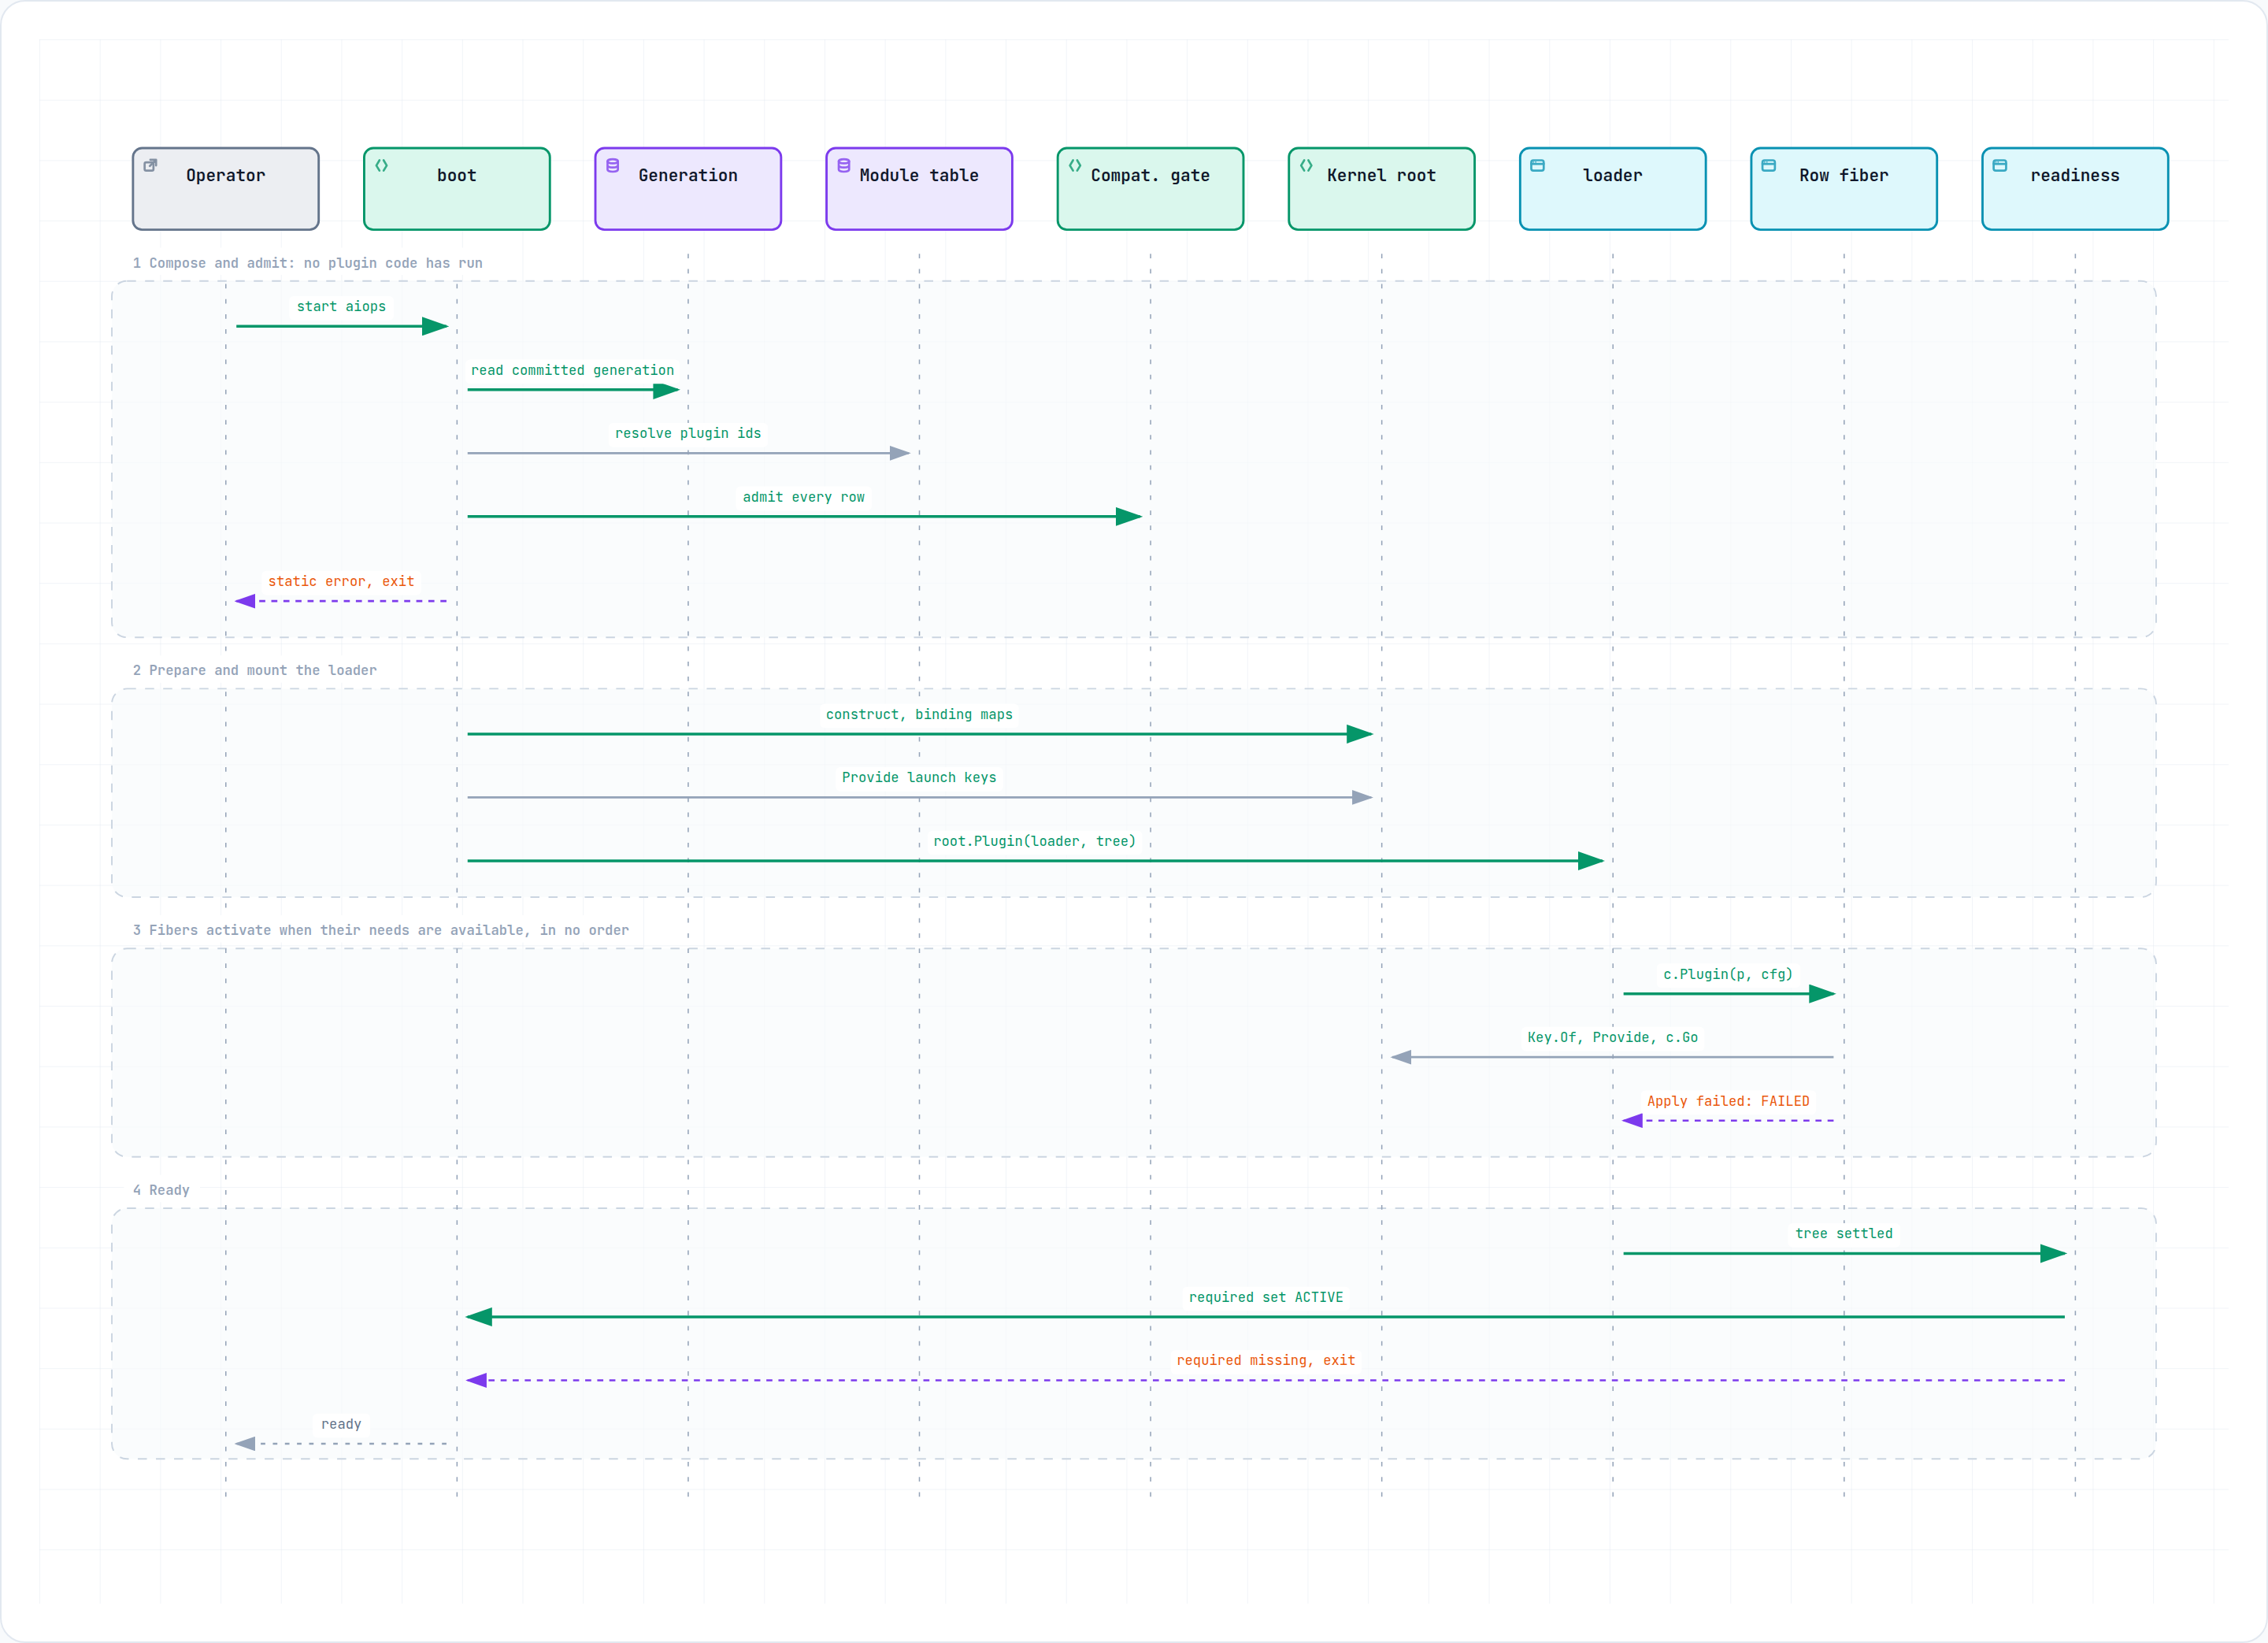 Operator
boot
Generation
Module table
Compat. gate
Kernel root
loader
Row fiber
readiness
1 Compose and admit: no plugin code has run
start aiops
read committed generation
resolve plugin ids
admit every row
static error, exit
2 Prepare and mount the loader
construct, binding maps
Provide launch keys
root.Plugin(loader, tree)
3 Fibers activate when their needs are available, in no order
c.Plugin(p, cfg)
Key.Of, Provide, c.Go
Apply failed: FAILED
4 Ready
tree settled
required set ACTIVE
required missing, exit
ready